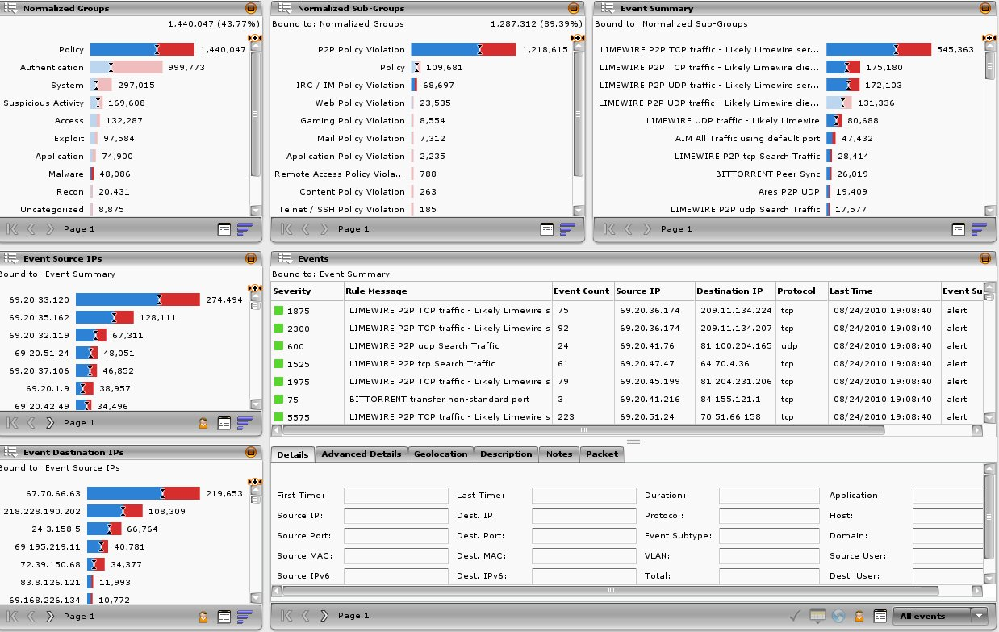 Normalized Groups
1,440,047 (43.77%)
Policy 1,440,047
Authentication 999,773
System 297,015
Suspicious Activity 169,608
Access 132,287
Exploit 97,584
Application 74,900
Malware 48,086
Recon 20,431
Uncategorized 8,875
Page 1
Normalized Sub-Groups
Bound to: Normalized Groups 1,287,312 (89.39%)
P2P Policy Violation 1,218,615
Policy 109,681
IRC / IM Policy Violation 68,697
Web Policy Violation 23,535
Gaming Policy Violation 8,554
Mail Policy Violation 7,312
Application Policy Violation 2,235
Remote Access Policy Viola... 788
Content Policy Violation 263
Telnet / SSH Policy Violation 185
Page 1
Event Summary
Bound to: Normalized Sub-Groups
LIMEWIRE P2P TCP traffic - Likely Limewire ser... 545,363
LIMEWIRE P2P TCP traffic - Likely Limewire clie... 175,180
LIMEWIRE P2P UDP traffic - Likely Limewire ser... 172,103
LIMEWIRE P2P UDP traffic - Likely Limewire clie... 131,336
LIMEWIRE UDP traffic - Likely Limewire 80,688
AIM All Traffic using default port 47,432
LIMEWIRE P2P tcp Search Traffic 28,414
BITTORRENT Peer Sync 26,019
Ares P2P UDP 19,409
LIMEWIRE P2P udp Search Traffic 17,577
Page 1
Event Source IPs
Bound to: Event Summary
69.20.33.120 274,494
69.20.35.162 128,111
69.20.32.119 67,311
69.20.51.24 48,051
69.20.37.106 46,852
69.20.1.9 38,957
69.20.42.49 34,496
Page 1
Event Destination IPs
Bound to: Event Source IPs
67.70.66.63 219,653
218.228.190.202 108,309
24.3.158.5 66,764
69.195.219.11 40,781
72.39.150.68 34,377
83.8.126.121 11,993
69.168.226.134 10,772
Page 1
Events
Bound to: Event Summary
Severity Rule Message Event Count Source IP Destination IP Protocol Last Time Event Su
1875 LIMEWIRE P2P TCP traffic - Likely Limewire s 75 69.20.36.174 209.11.134.224 tcp 08/24/2010 19:08:40 alert
2300 LIMEWIRE P2P TCP traffic - Likely Limewire s 92 69.20.36.174 209.11.134.207 tcp 08/24/2010 19:08:40 alert
600 LIMEWIRE P2P udp Search Traffic 24 69.20.41.76 81.100.204.165 udp 08/24/2010 19:08:40 alert
1525 LIMEWIRE P2P tcp Search Traffic 61 69.20.47.47 64.70.4.36 tcp 08/24/2010 19:08:40 alert
1975 LIMEWIRE P2P TCP traffic - Likely Limewire s 79 69.20.45.199 81.204.231.206 tcp 08/24/2010 19:08:40 alert
75 BITTORRENT transfer non-standard port 3 69.20.41.216 84.155.121.1 tcp 08/24/2010 19:08:40 alert
5575 LIMEWIRE P2P TCP traffic - Likely Limewire s 223 69.20.51.24 70.51.66.158 tcp 08/24/2010 19:08:40 alert
Details Advanced Details Geolocation Description Notes Packet
First Time: Last Time: Duration: Application:
Source IP: Dest. IP: Protocol: Host:
Source Port: Dest. Port: Event Subtype: Domain:
Source MAC: Dest. MAC: VLAN: Source User:
Source IPv6: Dest. IPv6: Total: Dest. User:
Page 1 All events